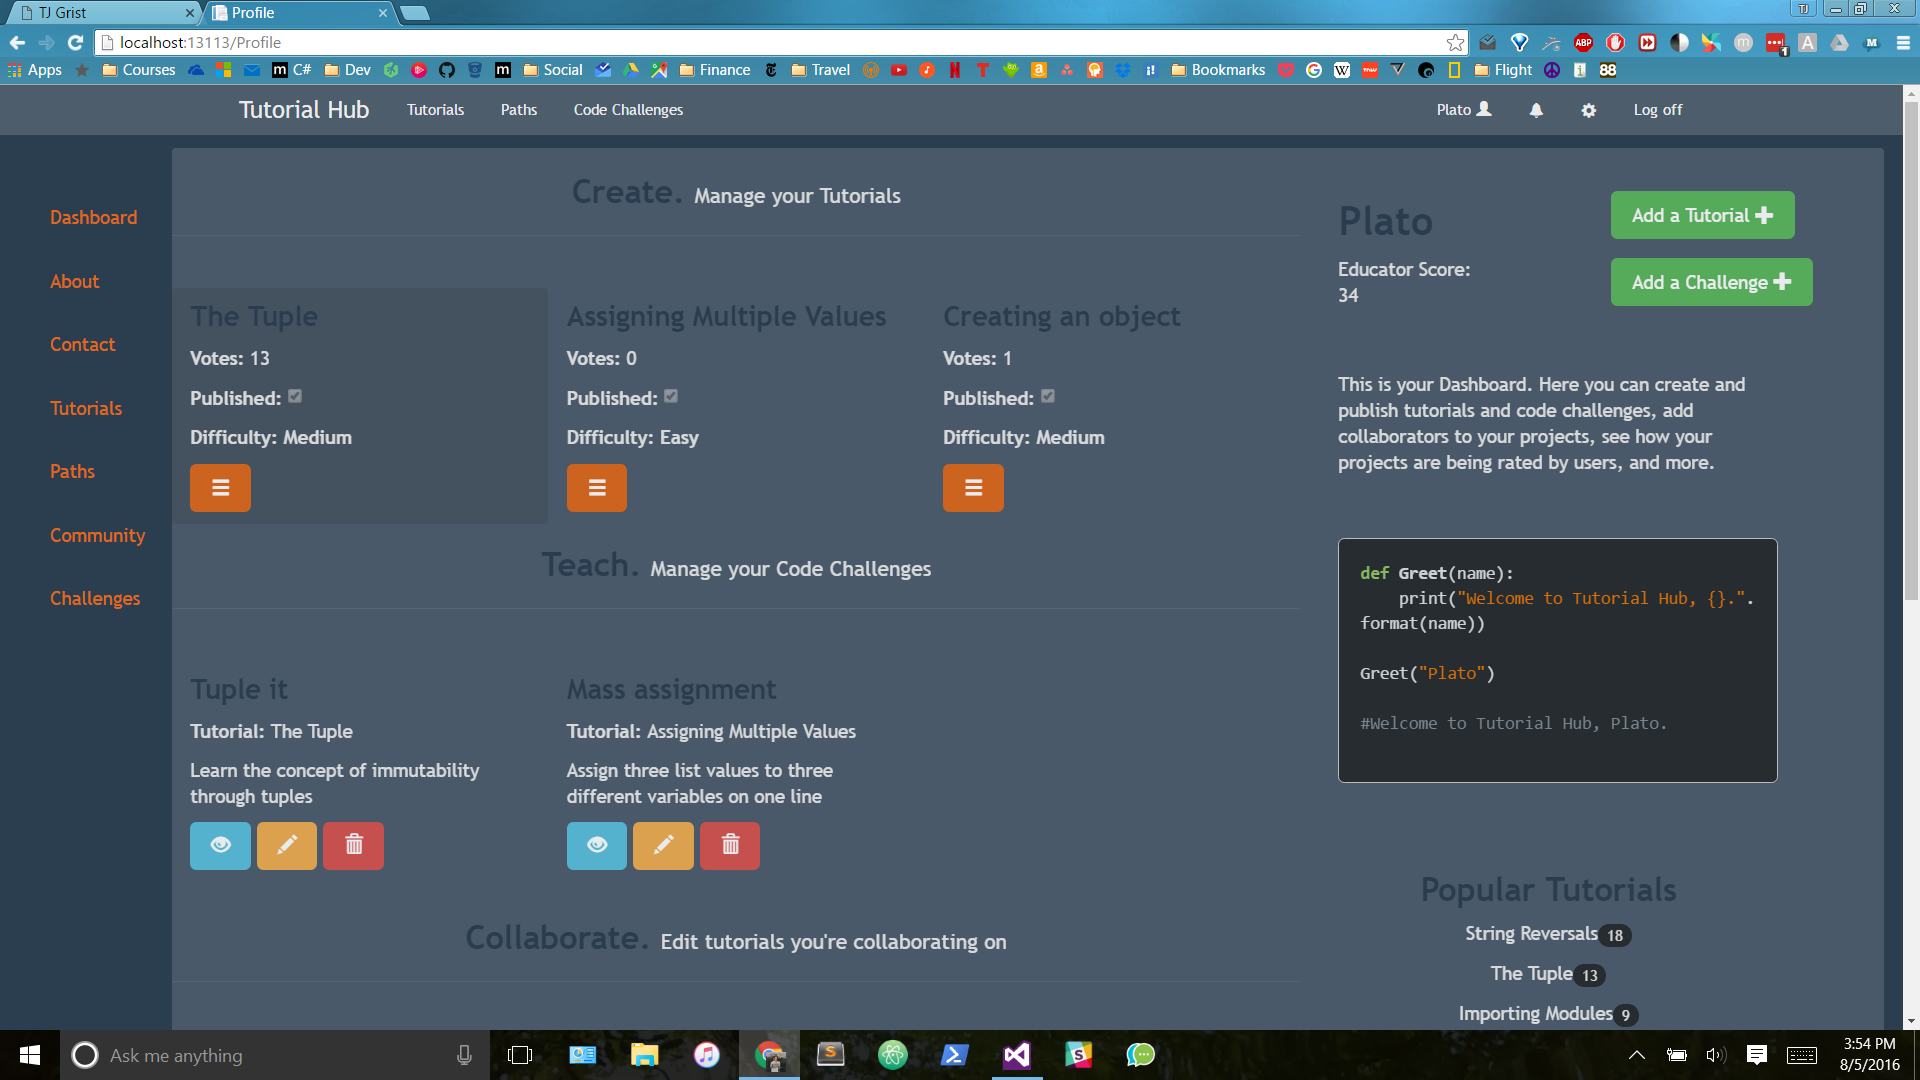 TJ Grist
Profile
TJ
localhost:13113/Profile
Apps
Courses
C#
Dev
Social
Finance
Travel
Bookmarks
Flight
Tutorial Hub
Tutorials
Paths
Code Challenges
Plato
Log off
Dashboard
About
Contact
Tutorials
Paths
Community
Challenges
Create. Manage your Tutorials
The Tuple
Votes: 13
Published:
Difficulty: Medium
Assigning Multiple Values
Votes: 0
Published:
Difficulty: Easy
Creating an object
Votes: 1
Published:
Difficulty: Medium
Teach. Manage your Code Challenges
Tuple it
Tutorial: The Tuple
Learn the concept of immutability
through tuples
Mass assignment
Tutorial: Assigning Multiple Values
Assign three list values to three
different variables on one line
Collaborate. Edit tutorials you're collaborating on
Plato
Educator Score:
34
Add a Tutorial
Add a Challenge
This is your Dashboard. Here you can create and
publish tutorials and code challenges, add
collaborators to your projects, see how your
projects are being rated by users, and more.
def Greet(name):
print("Welcome to Tutorial Hub, {}.".
format(name))
Greet("Plato")
#Welcome to Tutorial Hub, Plato.
Popular Tutorials
String Reversals 18
The Tuple 13
Importing Modules 9
Ask me anything
3:54 PM
8/5/2016